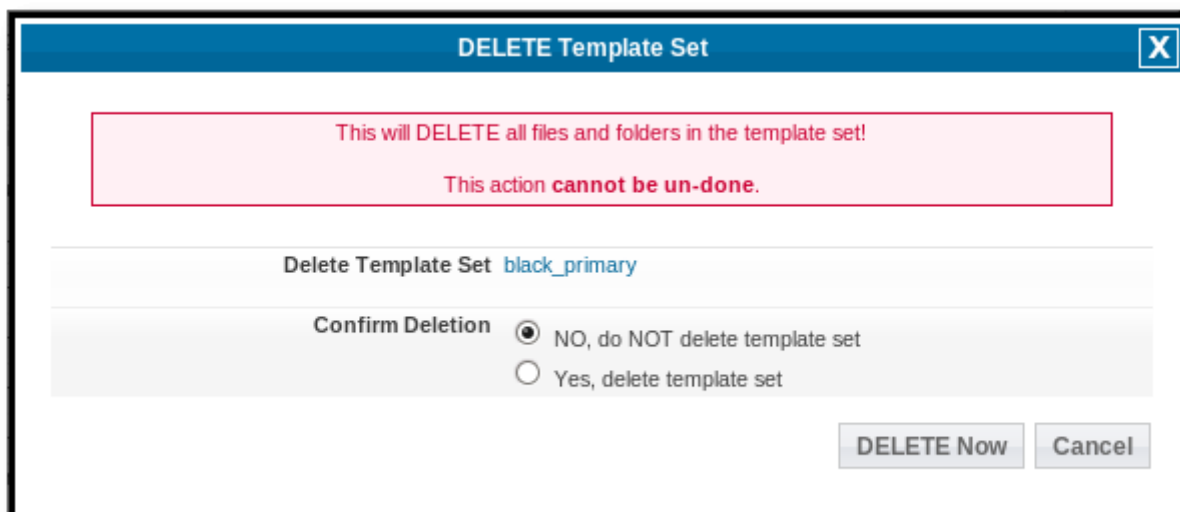 DELETE Template Set X
This will DELETE all files and folders in the template set!
This action cannot be un-done.
Delete Template Set black_primary
Confirm Deletion NO, do NOT delete template set
Yes, delete template set
DELETE Now Cancel